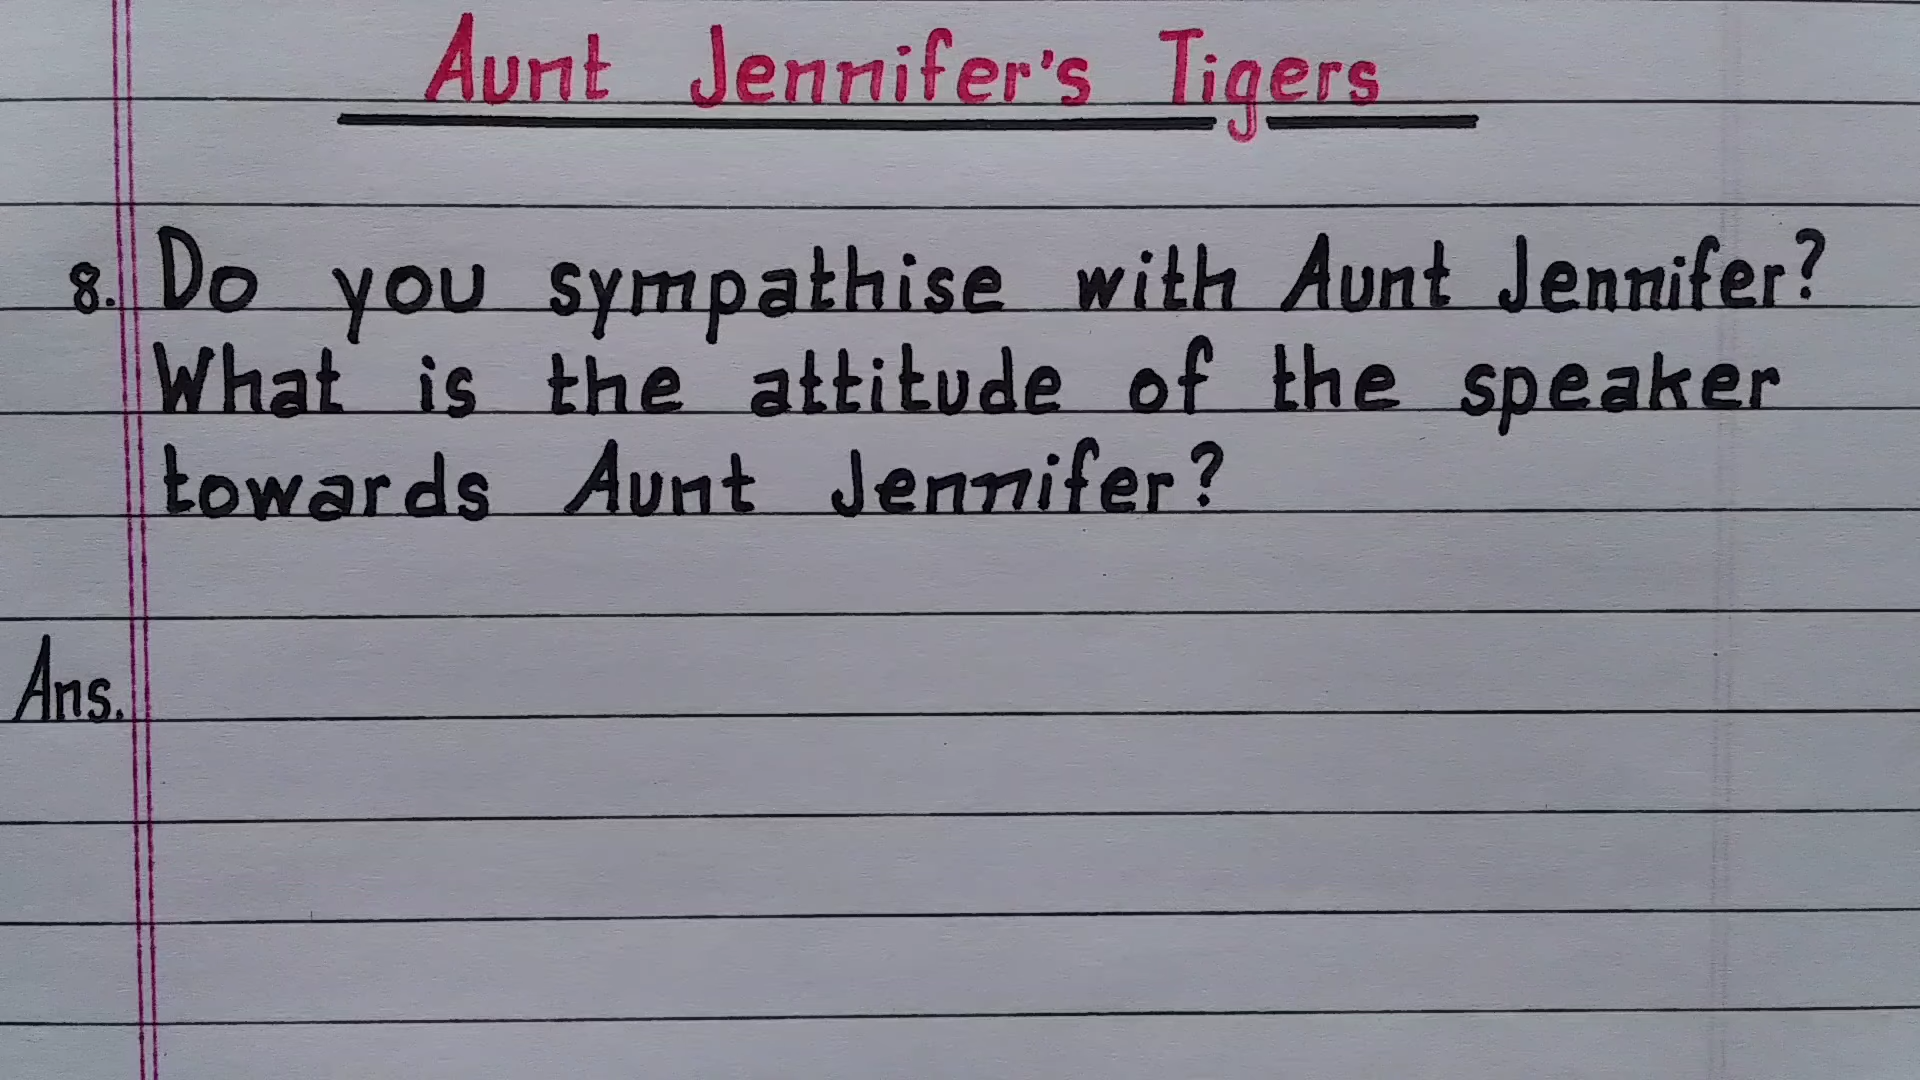 Aunt Jennifer's Tigers
8. Do you sympathise with Aunt Jennifer?
What is the attitude of the speaker
towards Aunt Jennifer?
Ans.